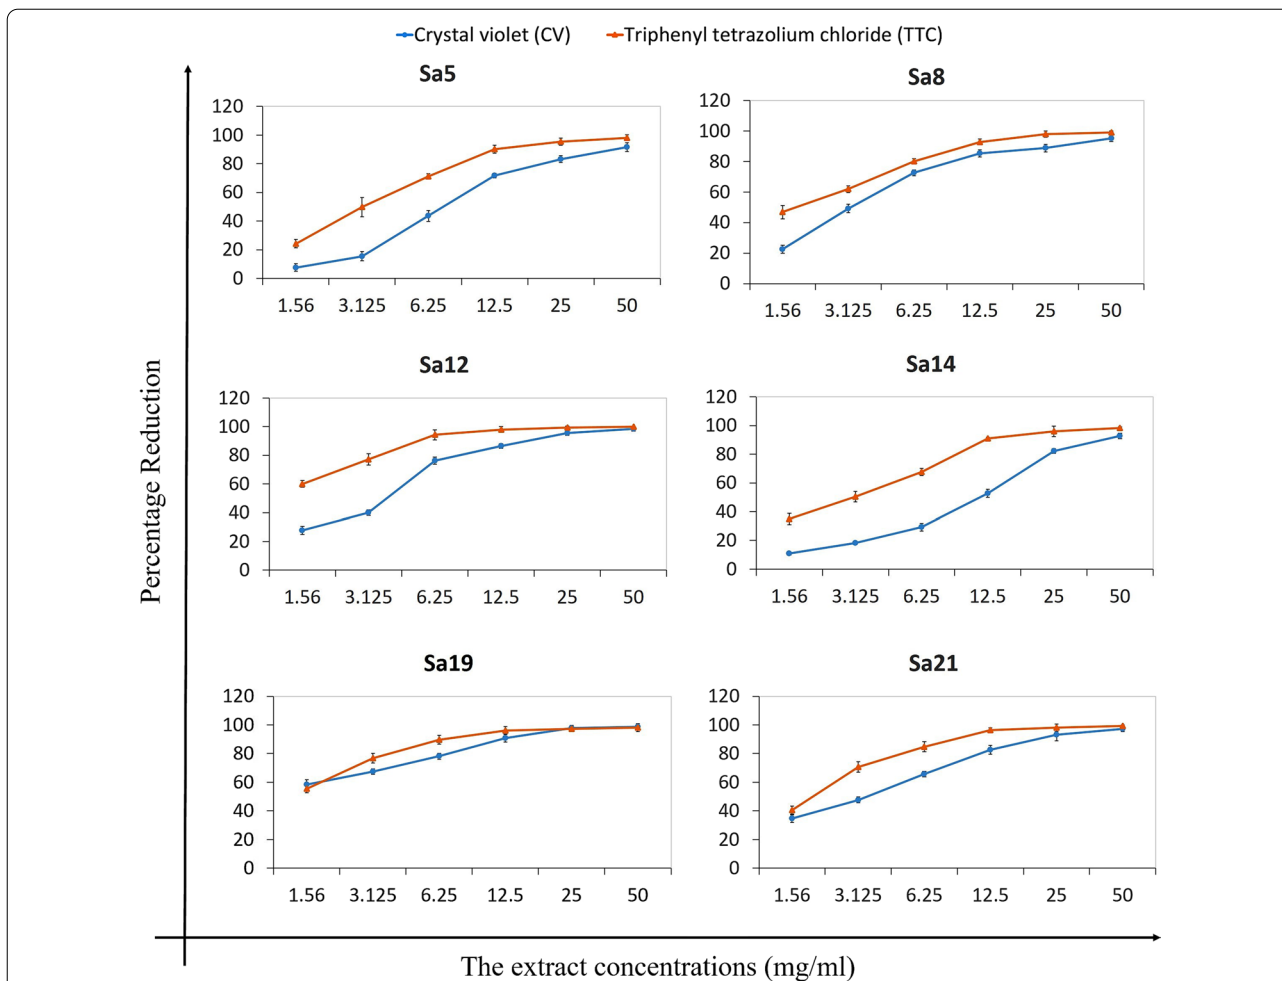 Crystal violet (CV) Triphenyl tetrazolium chloride (TTC)
Sa5
120
100
80
60
40
20
0
1.56 3.125 6.25 12.5 25 50
Sa8
120
100
80
60
40
20
0
1.56 3.125 6.25 12.5 25 50
Percentage Reduction
Sa12
120
100
80
60
40
20
0
1.56 3.125 6.25 12.5 25 50
Sa14
120
100
80
60
40
20
0
1.56 3.125 6.25 12.5 25 50
Sa19
120
100
80
60
40
20
0
1.56 3.125 6.25 12.5 25 50
Sa21
120
100
80
60
40
20
0
1.56 3.125 6.25 12.5 25 50
The extract concentrations (mg/ml)